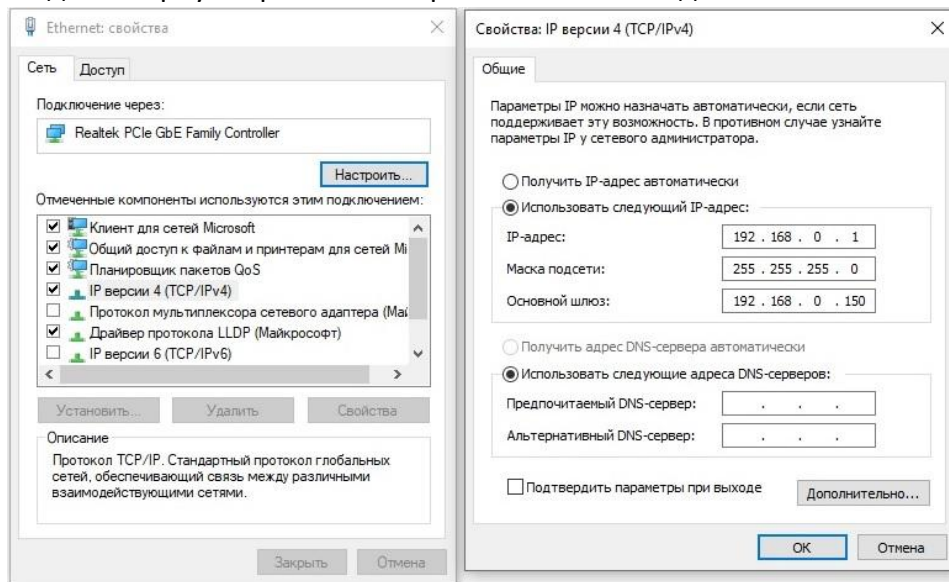 Ethernet: свойства
Сеть
Доступ
Подключение через:
Realtek PCIe GbE Family Controller
Настроить...
Отмеченные компоненты используются этим подключением:
Клиент для сетей Microsoft
Общий доступ к файлам и принтерам для сетей Mi
Планировщик пакетов QoS
IP версии 4 (TCP/IPv4)
Протокол мультиплексора сетевого адаптера (Май
Драйвер протокола LLDP (Майкрософт)
IP версии 6 (TCP/IPv6)
Установить...
Удалить
Свойства
Описание
Протокол TCP/IP. Стандартный протокол глобальных
сетей, обеспечивающий связь между различными
взаимодействующими сетями.
Закрыть
Отмена
Свойства: IP версии 4 (TCP/IPv4)
Общие
Параметры IP можно назначать автоматически, если сеть
поддерживает эту возможность. В противном случае узнайте
параметры IP у сетевого администратора.
Получить IP-адрес автоматически
Использовать следующий IP-адрес:
IP-адрес:
192 . 168 . 0 . 1
Маска подсети:
255 . 255 . 255 . 0
Основной шлюз:
192 . 168 . 0 . 150
Получить адрес DNS-сервера автоматически
Использовать следующие адреса DNS-серверов:
Предпочитаемый DNS-сервер:
. . .
Альтернативный DNS-сервер:
. . .
Подтвердить параметры при выходе
Дополнительно...
OK
Отмена